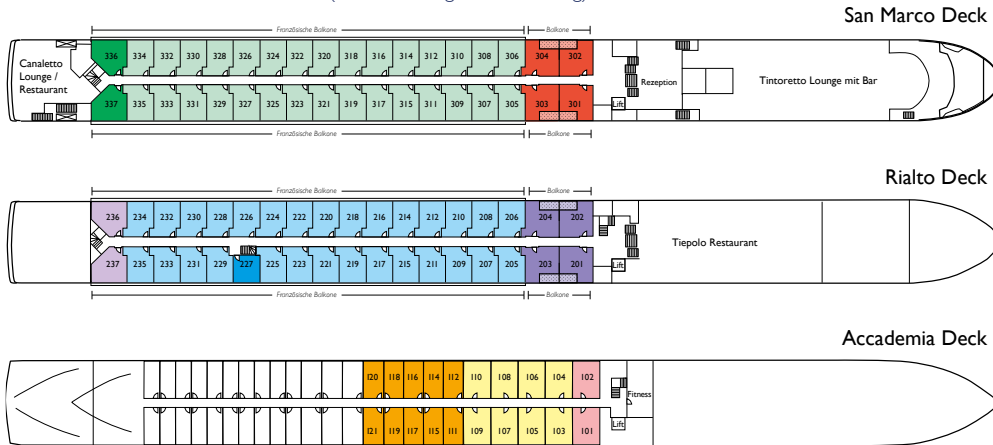 San Marco Deck
Französische Balkone Balkone
336 334 332 330 328 326 324 322 320 318 316 314 312 310 308 306 304 302
Canaletto
Lounge /
Restaurant
Rezeption
Tintoretto Lounge mit Bar
337 335 333 331 329 327 325 323 321 319 317 315 311 309 307 305 303 301
Lift
Französische Balkone Balkone
Rialto Deck
Französische Balkone Balkone
236 234 232 230 228 226 224 222 220 218 216 214 212 210 208 206 204 202
Tiepolo Restaurant
237 235 233 231 229 227 225 223 221 219 217 215 211 209 207 205 203 201
Lift
Französische Balkone Balkone
Accademia Deck
120 118 116 114 112 110 108 106 104 102
Fitness
121 119 117 115 111 109 107 105 103 101
Lift